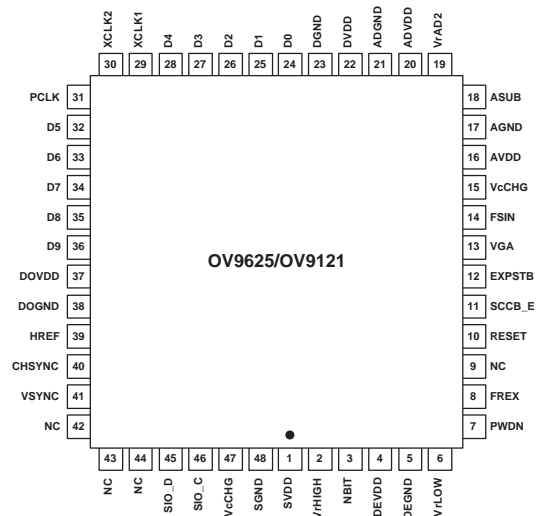 XCLK2 XCLK1 D4 D3 D2 D1 D0 DGND DVDD ADGND ADVDD VrAD2
30 29 28 27 26 25 24 23 22 21 20 19
PCLK 31
D5 32
D6 33
D7 34
D8 35
D9 36
DOVDD 37
DOGND 38
HREF 39
CHSYNC 40
VSYNC 41
NC 42
OV9625/OV9121
18 ASUB
17 AGND
16 AVDD
15 VcCHG
14 FSIN
13 VGA
12 EXPSTB
11 SCCB_E
10 RESET
9 NC
8 FREX
7 PWDN
43 44 45 46 47 48 1 2 3 4 5 6
NC NC SIO_D SIO_C VcCHG SGND SVDD VrHIGH NBIT DEVDD DEGND VrLOW